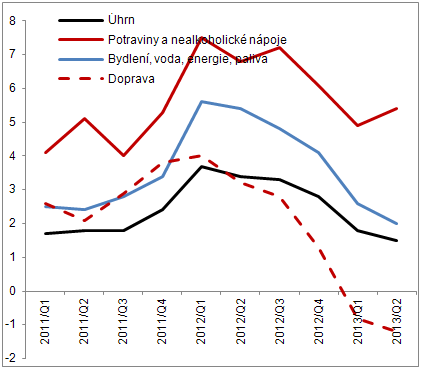 8
7
6
5
4
3
2
1
0
-1
-2
Úhrn
Potraviny a nealkoholické nápoje
Bydlení, voda, energie, paliva
Doprava
2011/Q1
2011/Q2
2011/Q3
2011/Q4
2012/Q1
2012/Q2
2012/Q3
2012/Q4
2013/Q1
2013/Q2